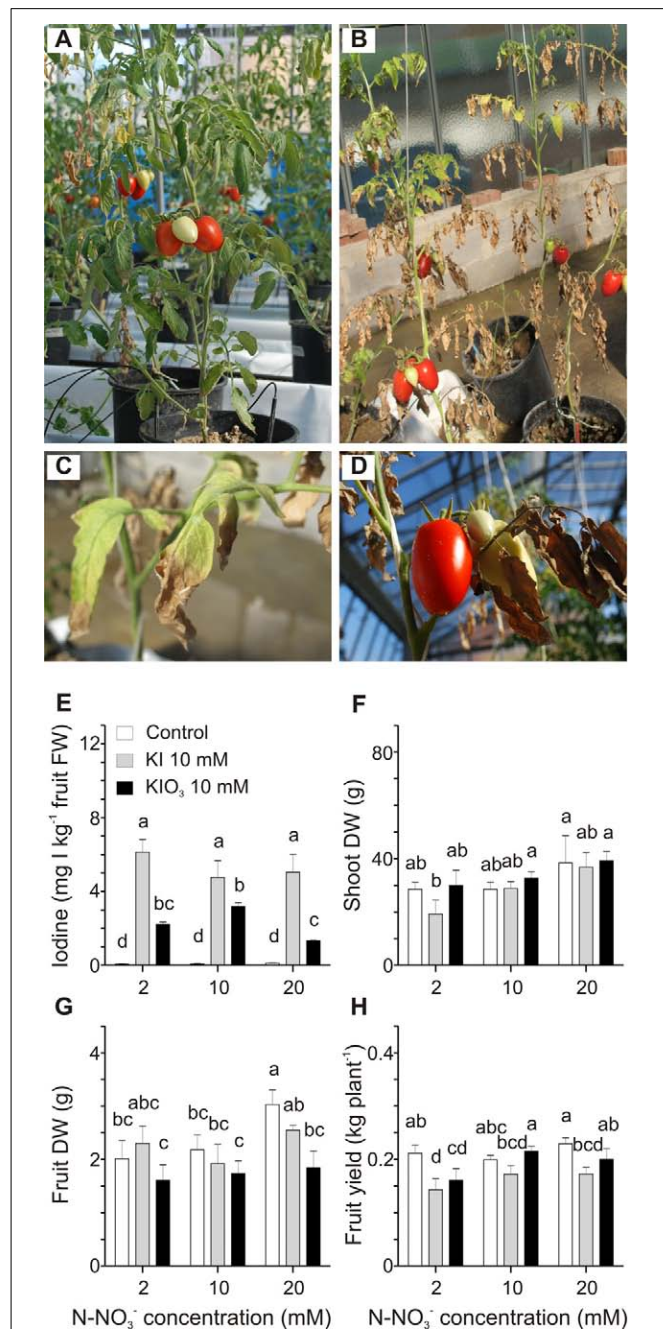 A
B
C
D
E
Control
KI 10 mM
KIO₃ 10 mM
Iodine (mg I kg⁻¹ fruit FW)
12
8
4
0
d a bc
d a b
d a c
2 10 20
F
Shoot DW (g)
80
40
0
ab b ab
ab ab a
a ab a
2 10 20
G
Fruit DW (g)
4
2
0
bc abc c
bc bc c
a ab bc
2 10 20
N-NO₃⁻ concentration (mM)
H
Fruit yield (kg plant⁻¹)
0.4
0.2
0
ab d cd
abc bcd a
a bcd ab
2 10 20
N-NO₃⁻ concentration (mM)